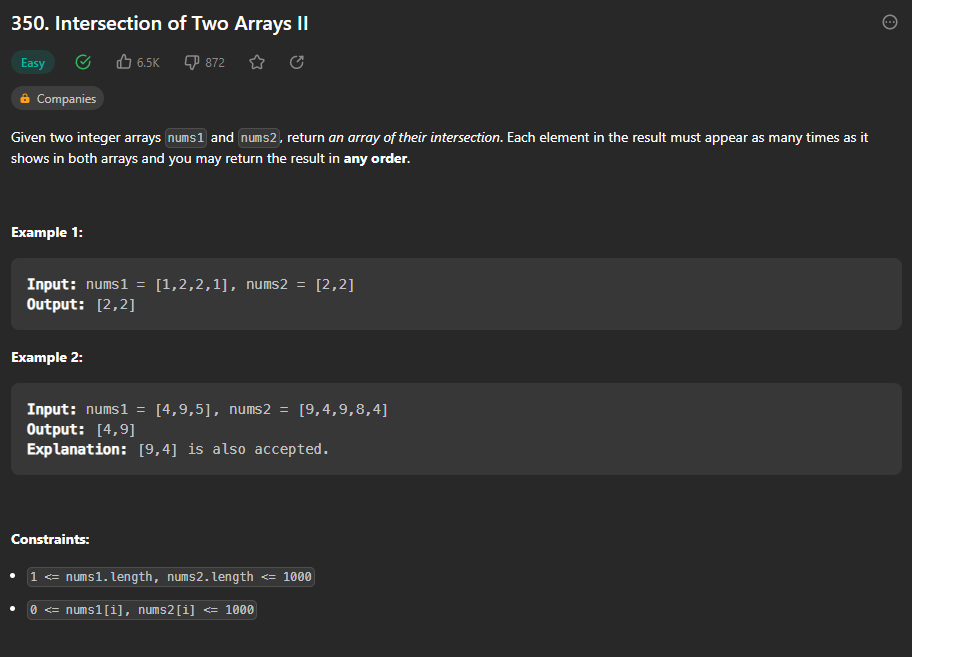 350. Intersection of Two Arrays II
Easy 6.5K 872
Companies
Given two integer arrays nums1 and nums2, return an array of their intersection. Each element in the result must appear as many times as it
shows in both arrays and you may return the result in any order.
Example 1:
Input: nums1 = [1,2,2,1], nums2 = [2,2]
Output: [2,2]
Example 2:
Input: nums1 = [4,9,5], nums2 = [9,4,9,8,4]
Output: [4,9]
Explanation: [9,4] is also accepted.
Constraints:
• 1 <= nums1.length, nums2.length <= 1000
• 0 <= nums1[i], nums2[i] <= 1000